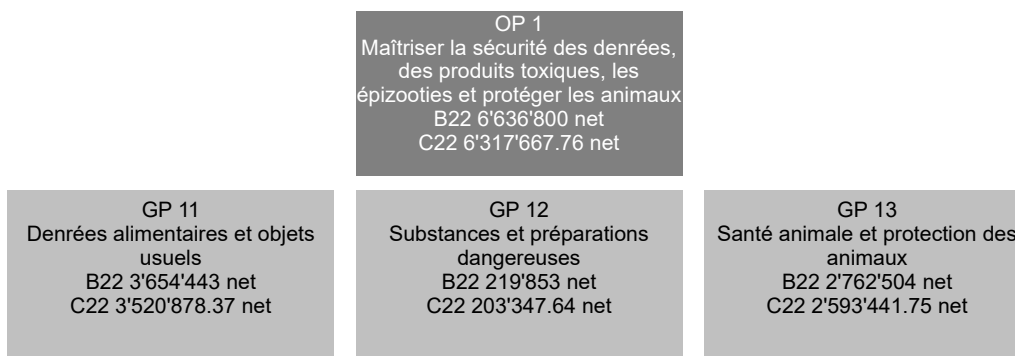 OP 1
Maîtriser la sécurité des denrées,
des produits toxiques, les
épizooties et protéger les animaux
B22 6'636'800 net
C22 6'317'667.76 net
GP 11
Denrées alimentaires et objets
usuels
B22 3'654'443 net
C22 3'520'878.37 net
GP 12
Substances et préparations
dangereuses
B22 219'853 net
C22 203'347.64 net
GP 13
Santé animale et protection des
animaux
B22 2'762'504 net
C22 2'593'441.75 net